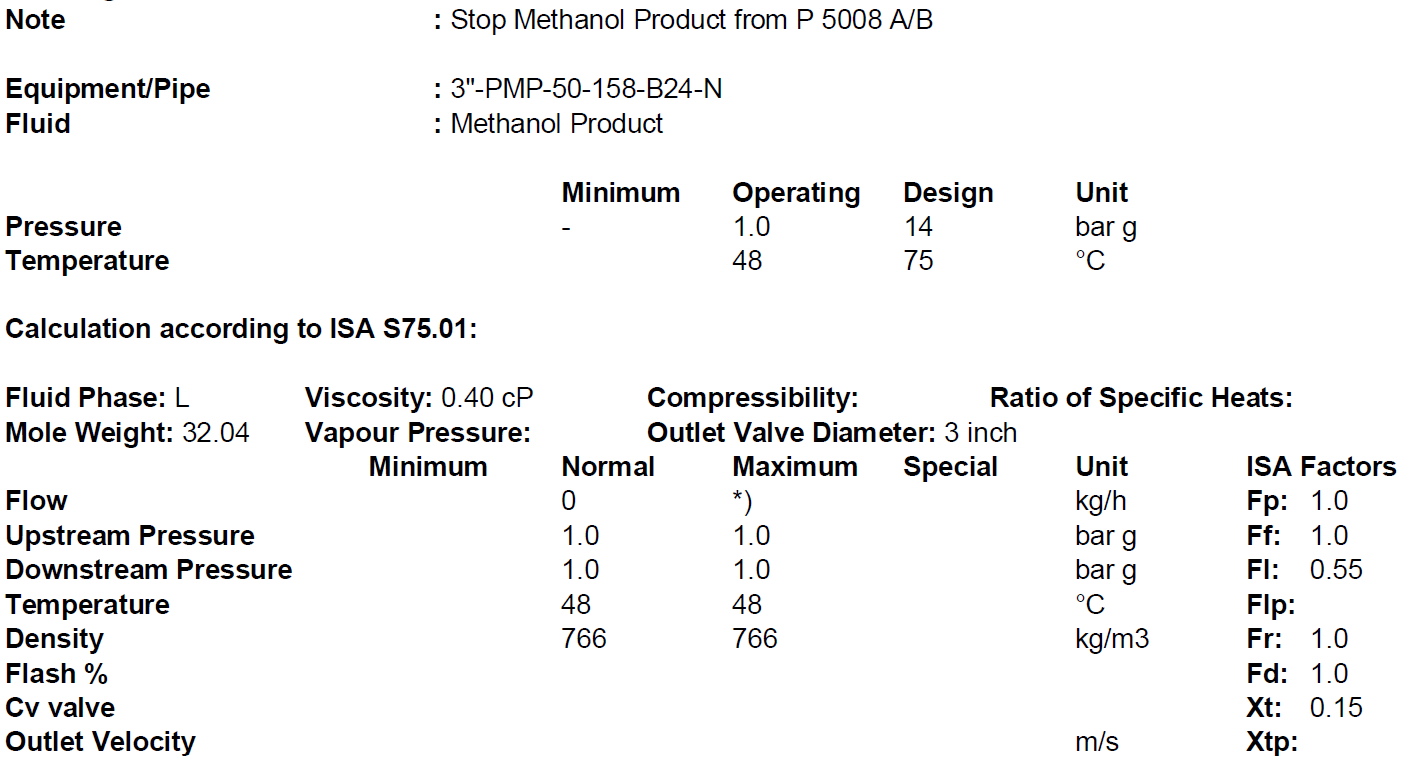 Note : Stop Methanol Product from P 5008 A/B
Equipment/Pipe : 3"-PMP-50-158-B24-N
Fluid : Methanol Product
Minimum Operating Design Unit
Pressure - 1.0 14 bar g
Temperature 48 75 °C
Calculation according to ISA S75.01:
Fluid Phase: L Viscosity: 0.40 cP Compressibility: Ratio of Specific Heats:
Mole Weight: 32.04 Vapour Pressure: Outlet Valve Diameter: 3 inch
Minimum Normal Maximum Special Unit ISA Factors
Flow 0 *) kg/h Fp: 1.0
Upstream Pressure 1.0 1.0 bar g Ff: 1.0
Downstream Pressure 1.0 1.0 bar g Fl: 0.55
Temperature 48 48 °C Flp:
Density 766 766 kg/m3 Fr: 1.0
Flash % Fd: 1.0
Cv valve Xt: 0.15
Outlet Velocity m/s Xtp: